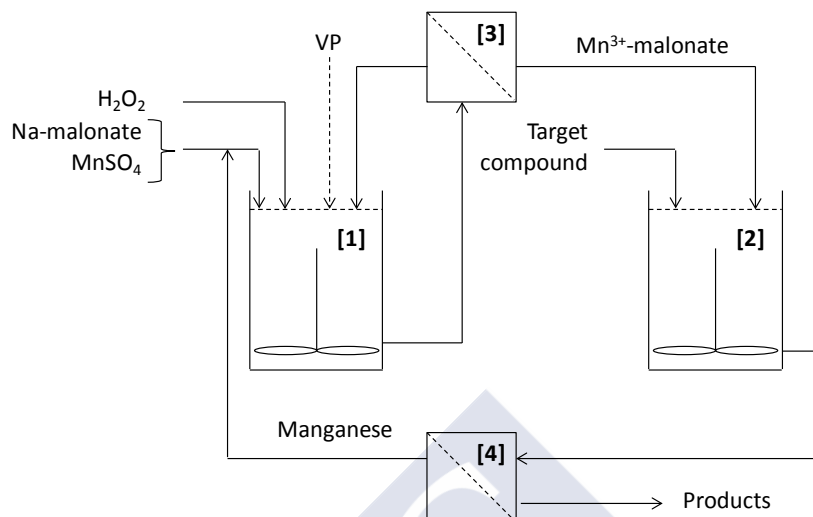 [3]
VP
Mn³⁺-malonate
H₂O₂
Na-malonate
MnSO₄
Target
compound
[1]
[2]
Manganese
[4]
Products